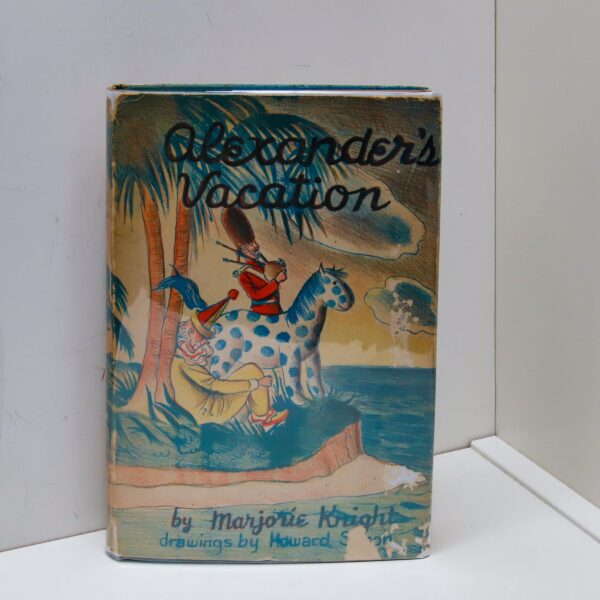 Alexander's
Vacation
by Marjorie Knight
drawings by Howard